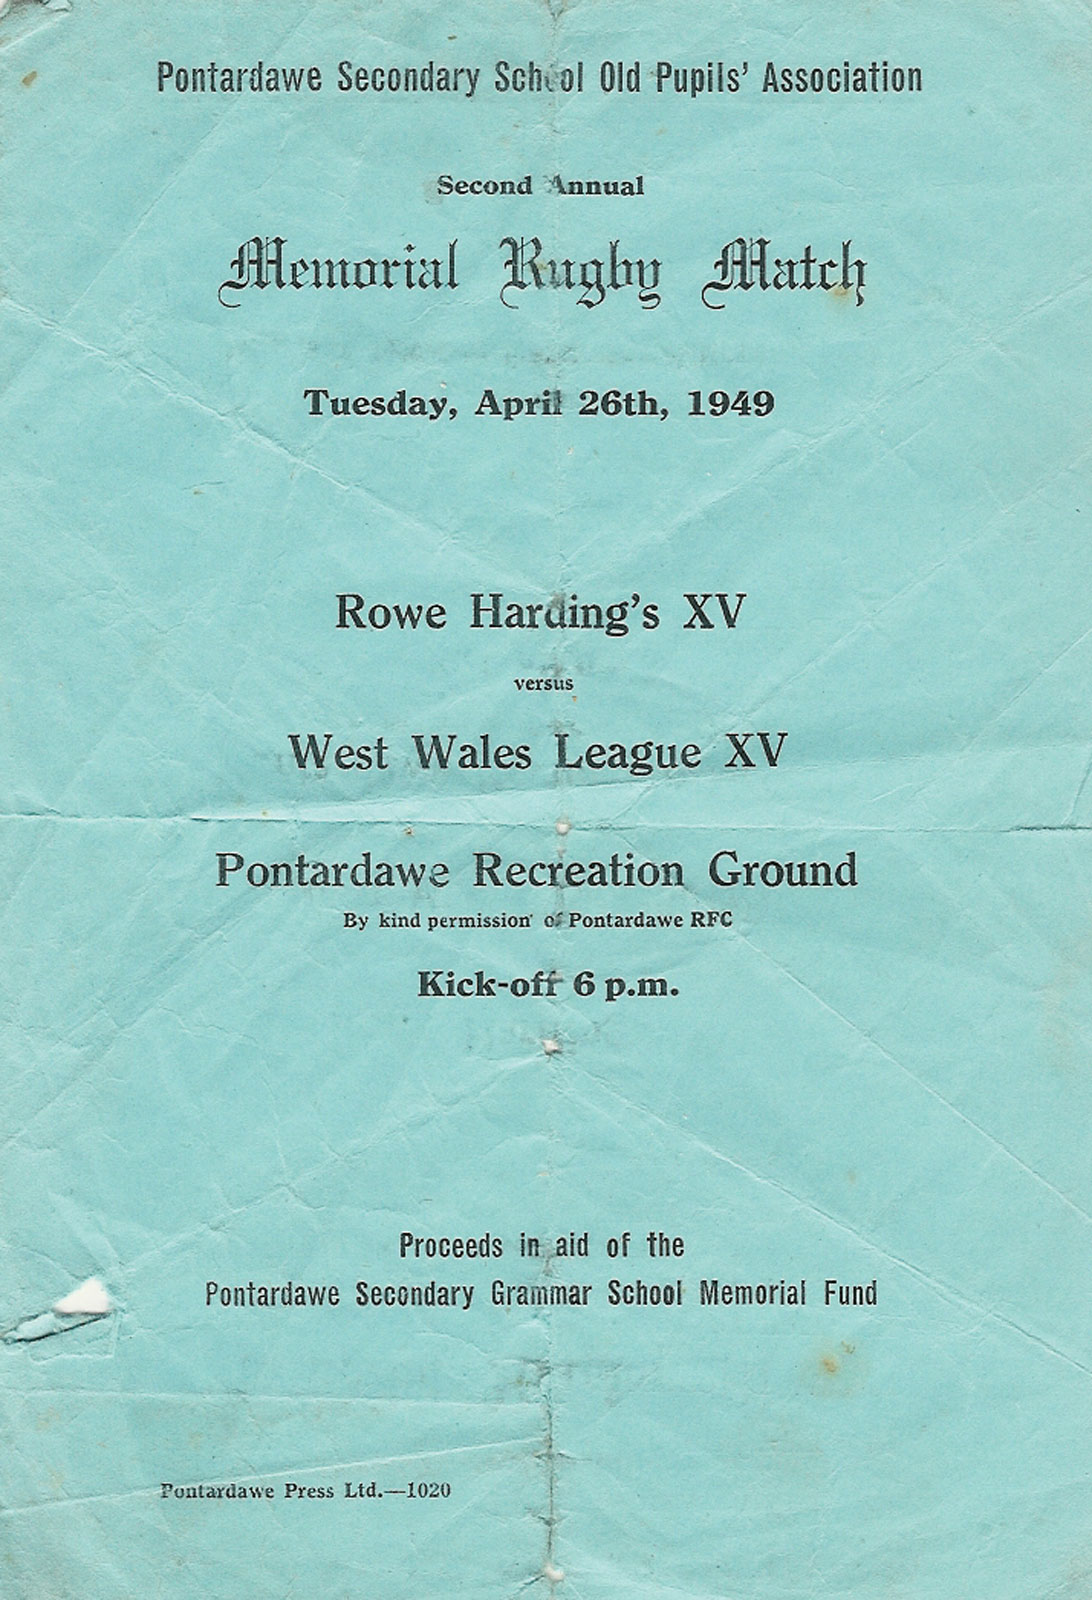 Pontardawe Secondary School Old Pupils' Association
Second Annual
Memorial Rugby Match
Tuesday, April 26th, 1949
Rowe Harding's XV
versus
West Wales League XV
Pontardawe Recreation Ground
By kind permission of Pontardawe RFC
Kick-off 6 p.m.
Proceeds in aid of the
Pontardawe Secondary Grammar School Memorial Fund
Pontardawe Press Ltd.—1020